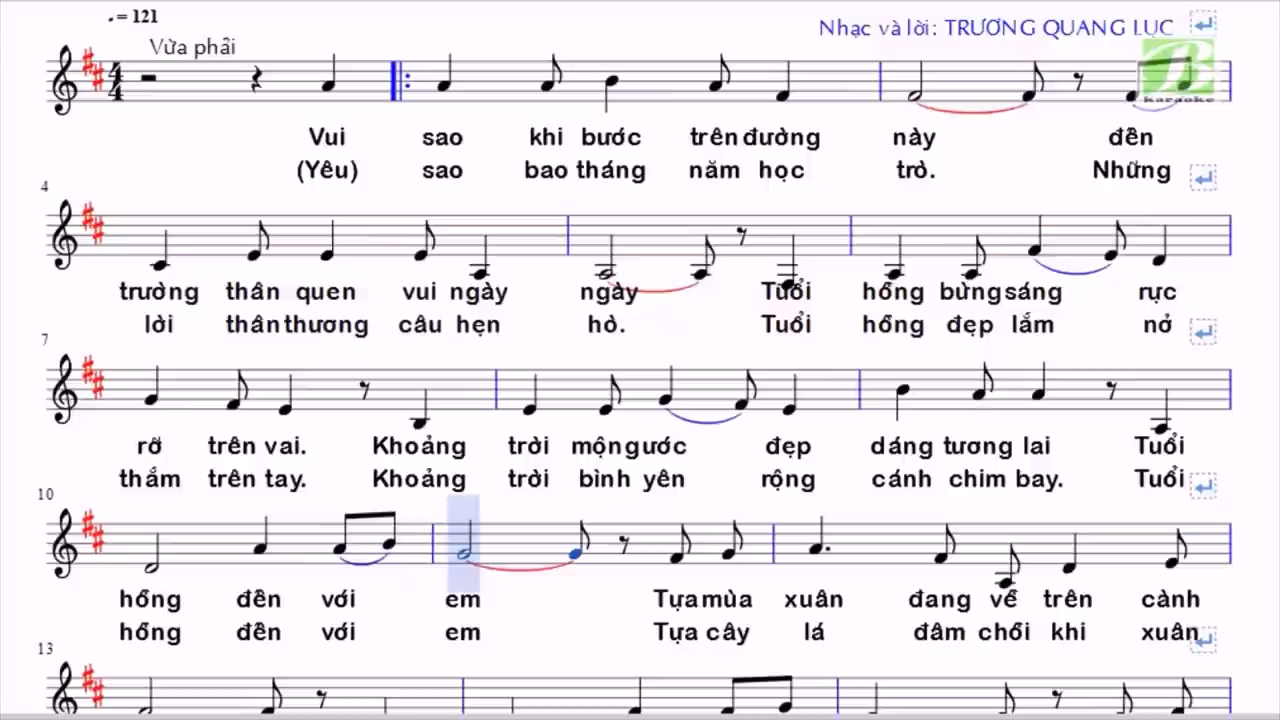 ♩ = 121
Vừa phải
Nhạc và lời: TRƯƠNG QUANG LỤC
B karaoke
4 4
Vui sao khi bước trên đường này đến
(Yêu) sao bao tháng năm học trò. Những
4
trường thân quen vui ngày ngày Tuổi hồng bừng sáng rực
lời thân thương câu hẹn hò. Tuổi hồng đẹp lắm nở
7
rỡ trên vai. Khoảng trời mộng ước đẹp dáng tương lai Tuổi
thắm trên tay. Khoảng trời bình yên rộng cánh chim bay. Tuổi
10
hồng đến với em Tựa mùa xuân đang về trên cành
hồng đến với em Tựa cây lá đâm chồi khi xuân
13